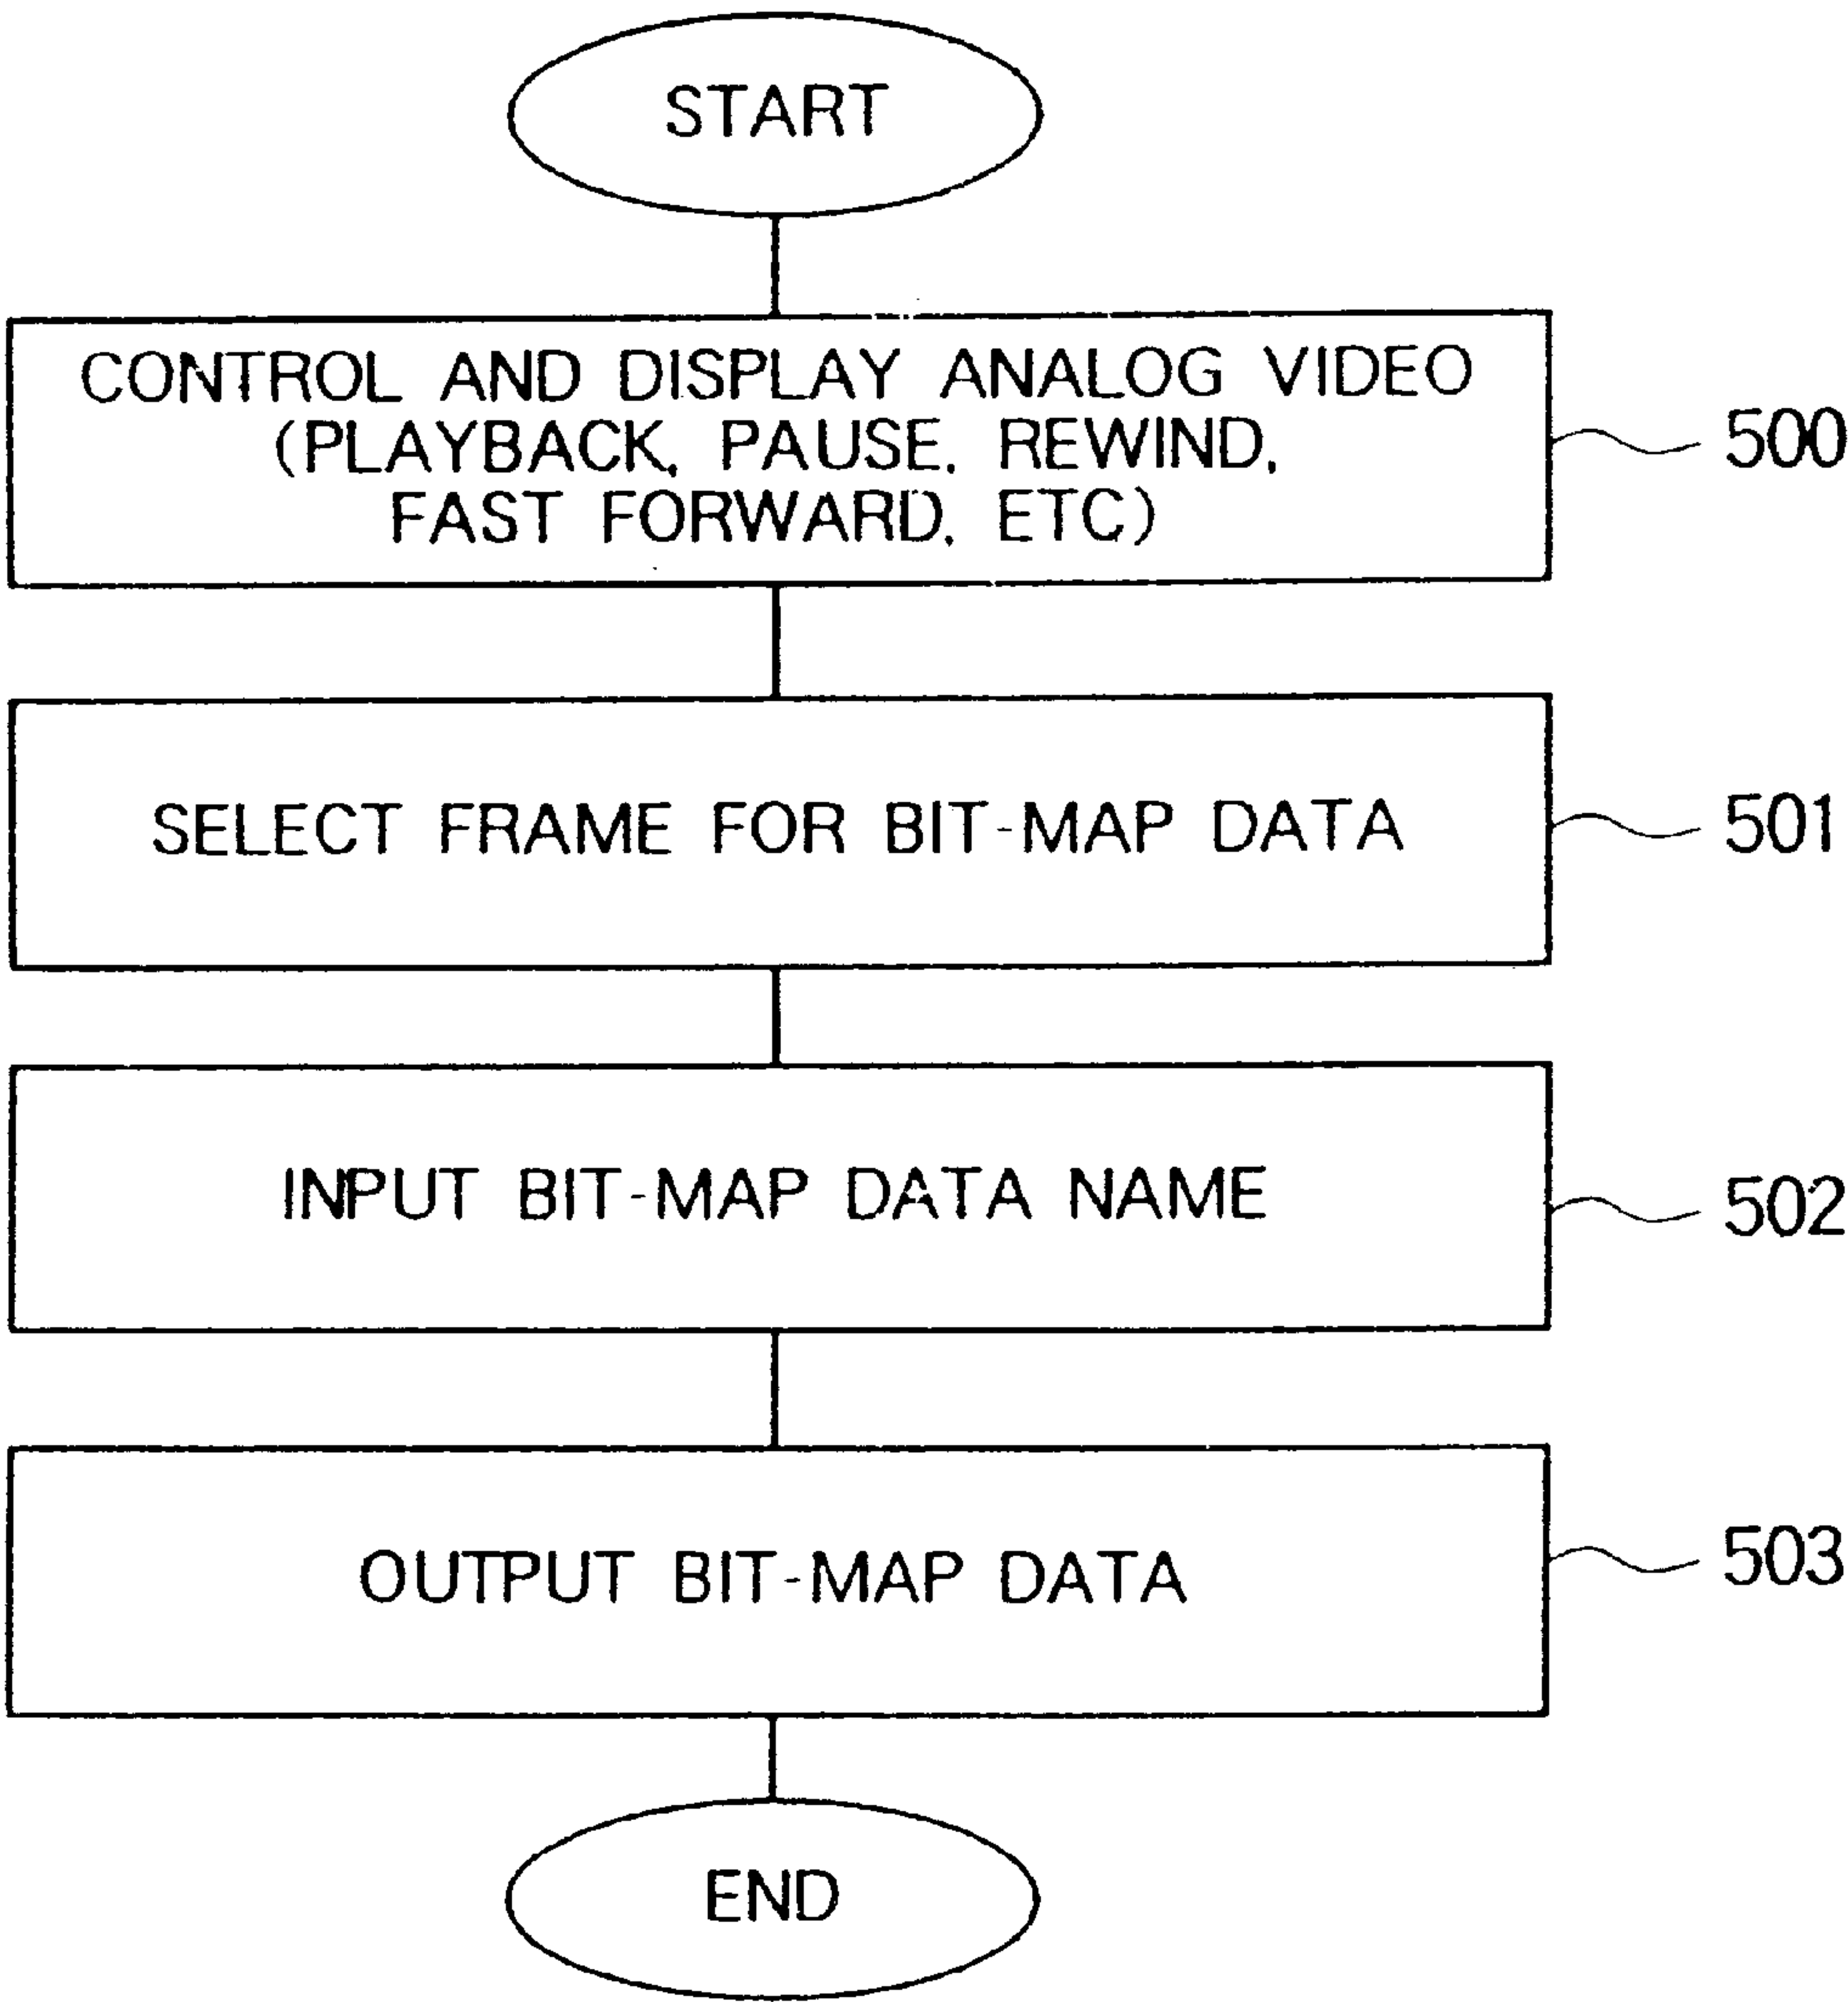 START
CONTROL AND DISPLAY ANALOG VIDEO
(PLAYBACK, PAUSE, REWIND,
FAST FORWARD, ETC)
500
SELECT FRAME FOR BIT-MAP DATA
501
INPUT BIT-MAP DATA NAME
502
OUTPUT BIT-MAP DATA
503
END